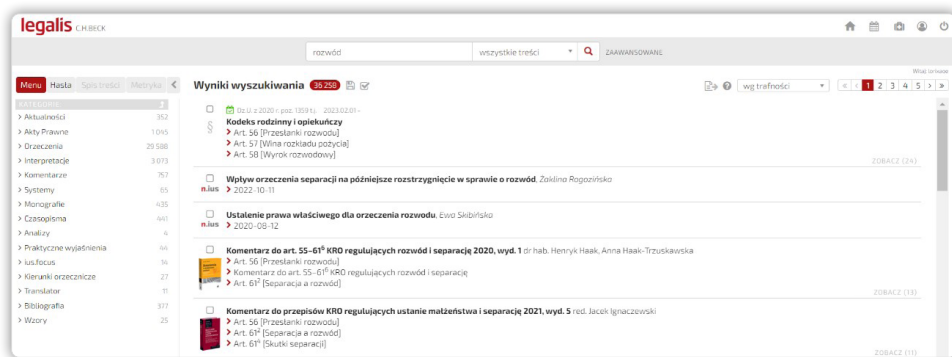 legalis C.H.BECK
rozwód wszystkie treści ZAAWANSOWANE
Witaj
Menu Hasła Spis treści Metryka
KATEGORIE
Aktualności 352
Akty Prawne 1 045
Orzeczenia 29 588
Interpretacje 3 073
Komentarze 757
Systemy 65
Monografie 435
Czasopisma 441
Analizy 4
Praktyczne wyjaśnienia 44
ius.focus 14
Kierunki orzecznicze 27
Translator 11
Bibliografia 377
Wzory 25
Wyniki wyszukiwania 36 258
wg trafności « < 1 2 3 4 5 > »
Dz.U. z 2020 r. poz. 1359 t.j. 2023.02.01 -
§ Kodeks rodzinny i opiekuńczy
Art. 56 [Przesłanki rozwodu]
Art. 57 [Wina rozkładu pożycia]
Art. 58 [Wyrok rozwodowy]
ZOBACZ (24)
Wpływ orzeczenia separacji na późniejsze rozstrzygnięcie w sprawie o rozwód, Żaklina Rogozińska
n.ius 2022-10-11
Ustalenie prawa właściwego dla orzeczenia rozwodu, Ewa Skibińska
n.ius 2020-08-12
Komentarz do art. 55–61⁶ KRO regulujących rozwód i separację 2020, wyd. 1 dr hab. Henryk Haak, Anna Haak-Trzuskawska
Art. 56 [Przesłanki rozwodu]
Komentarz do art. 55–61⁶ KRO regulujących rozwód i separację
Art. 61² [Separacja a rozwód]
ZOBACZ (13)
Komentarz do przepisów KRO regulujących ustanie małżeństwa i separację 2021, wyd. 5 red. Jacek Ignaczewski
Art. 56 [Przesłanki rozwodu]
Art. 61² [Separacja a rozwód]
Art. 61⁴ [Skutki separacji]
ZOBACZ (11)